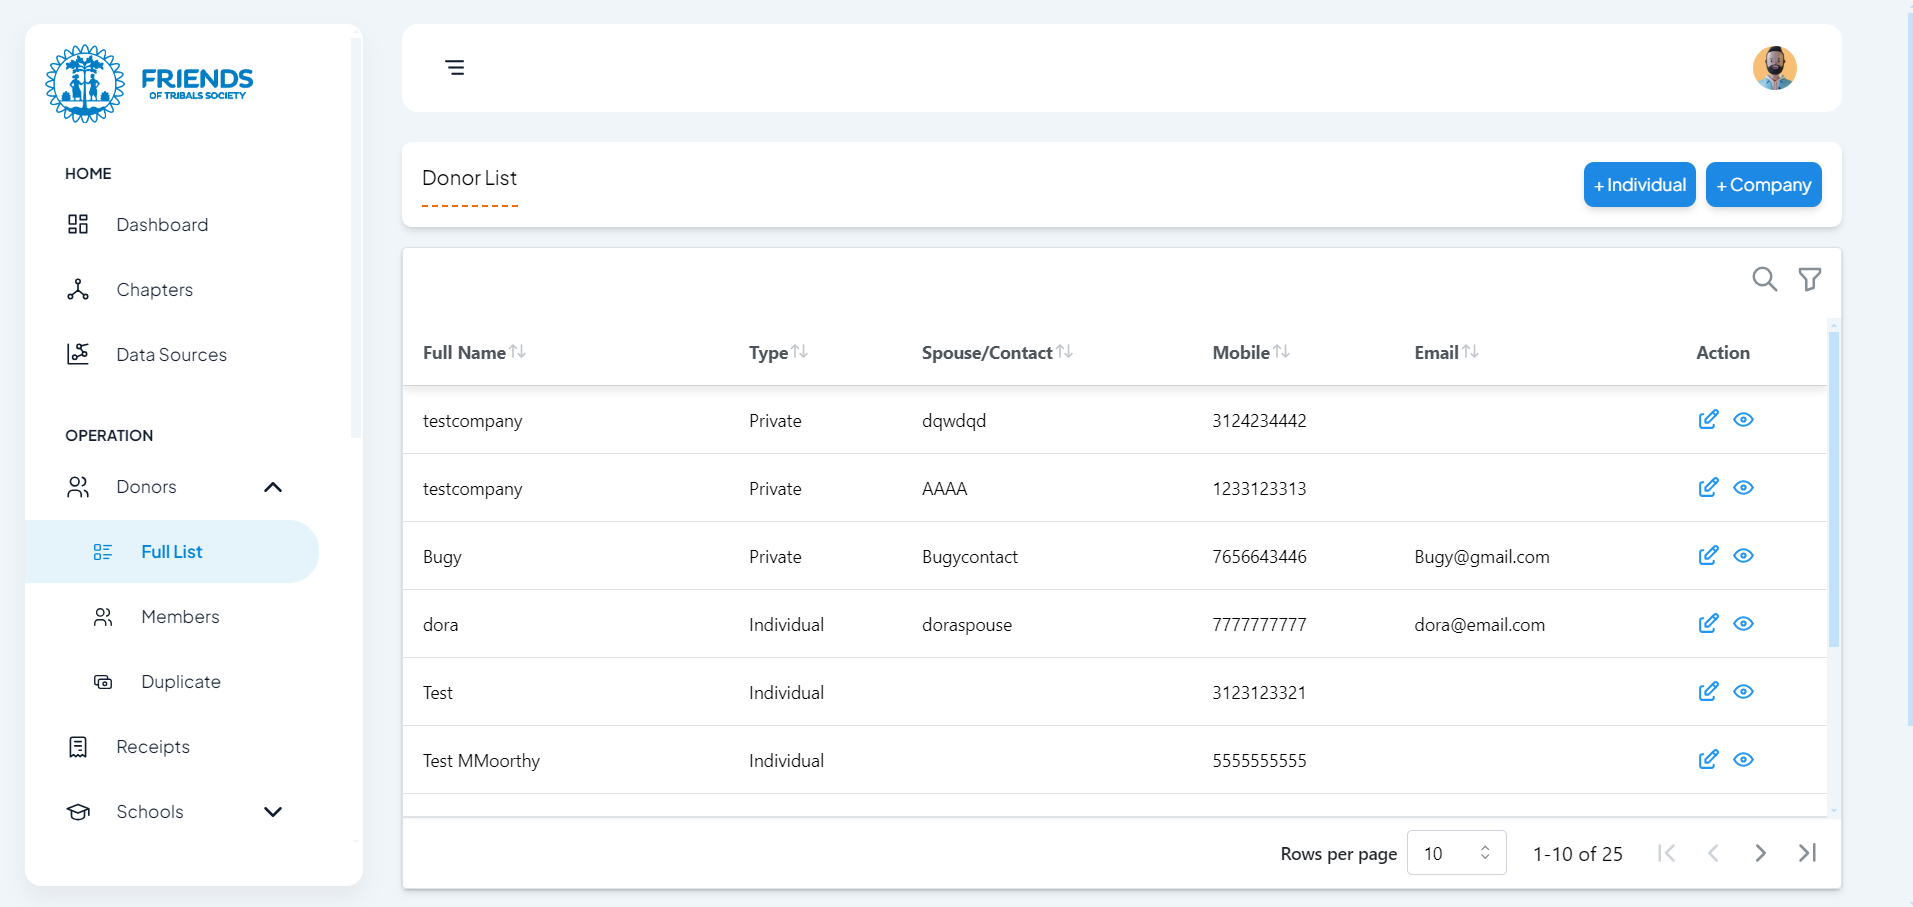 FRIENDS
OF TRIBALS SOCIETY
HOME
Dashboard
Chapters
Data Sources
OPERATION
Donors
Full List
Members
Duplicate
Receipts
Schools
Donor List
+ Individual
+ Company
Full Name Type Spouse/Contact Mobile Email Action
testcompany Private dqwdqd 3124234442
testcompany Private AAAA 1233123313
Bugy Private Bugycontact 7656643446 Bugy@gmail.com
dora Individual doraspouse 7777777777 dora@email.com
Test Individual 3123123321
Test MMoorthy Individual 5555555555
Rows per page 10 1-10 of 25